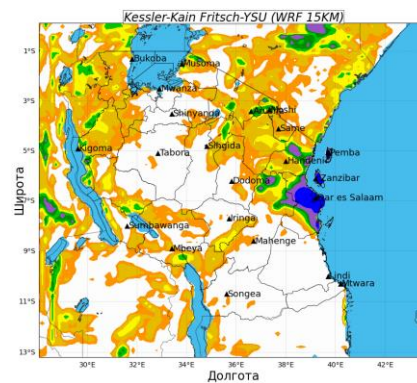 Kessler-Kain Fritsch-YSU (WRF 15KM)
1°S
Bukoba
Musoma
Mwanza
3°S
Shinyanga
Same
5°S
Kigoma
Tabora
Singida
Handeni
Pemba
Dodoma
Zanzibar
7°S
Dar es Salaam
Sumbawanga
Iringa
Mbeya
Mahenge
9°S
Lindi
Mtwara
Songea
11°S
13°S
30°E 32°E 34°E 36°E 38°E 40°E 42°E
Широта
Долгота